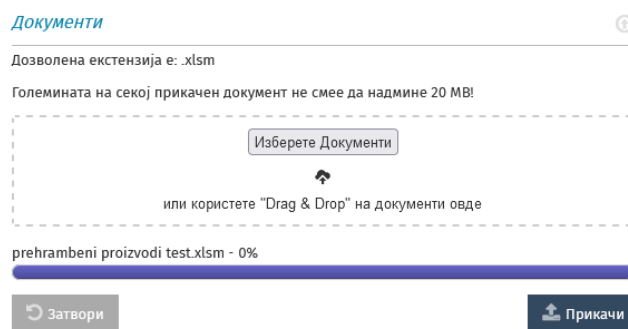 Документи
Дозволена екстензија е: .xlsm
Големината на секој прикачен документ не смее да надмине 20 MB!
Изберете Документи
или користете "Drag & Drop" на документи овде
prehrambeni proizvodi test.xlsm - 0%
Затвори
Прикачи